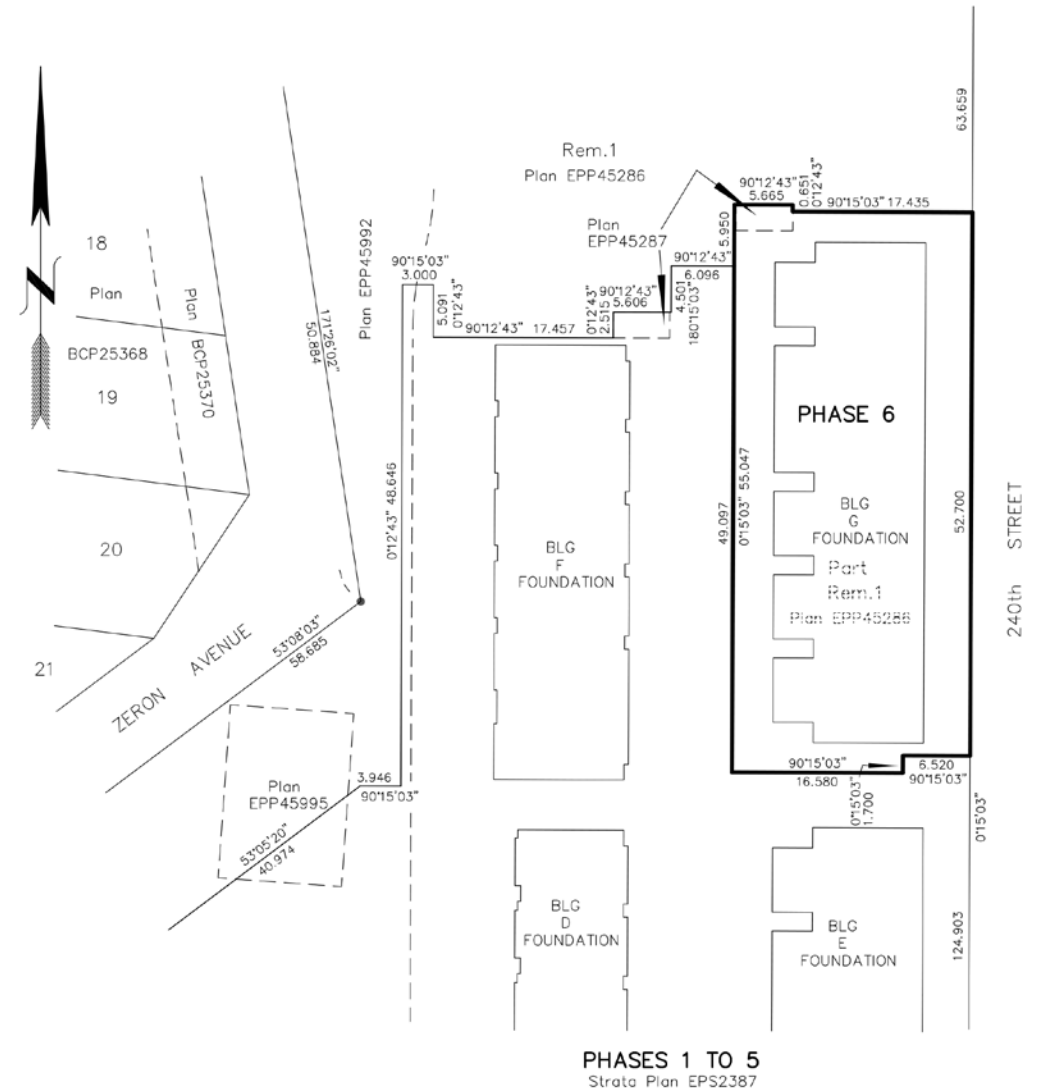 63.659
Rem.1
Plan EPP45286
90°12'43"
5.665
0.651
0°12'43"
90°15'03" 17.435
Plan
EPP45287
5.950
90°12'43"
6.096
18
Plan
Plan BCP25370
BCP25368
19
20
21
171°26'02"
50.884
Plan EPP45992
90°15'03"
3.000
5.091
0°12'43"
90°12'43" 17.457
0°12'43"
2.515
90°12'43"
5.606
4.501
180°15'03"
PHASE 6
0°12'43" 48.646
49.097
0°15'03" 55.047
52.700
240th STREET
BLG
F
FOUNDATION
BLG
G
FOUNDATION
Part
Rem.1
Plan EPP45286
ZERON AVENUE
53°08'03"
58.685
Plan
EPP45995
3.946
90°15'03"
53°05'20"
40.974
90°15'03"
16.580
0°15'03"
1.700
6.520
90°15'03"
0°15'03"
124.903
BLG
D
FOUNDATION
BLG
E
FOUNDATION
PHASES 1 TO 5
Strata Plan EPS2387